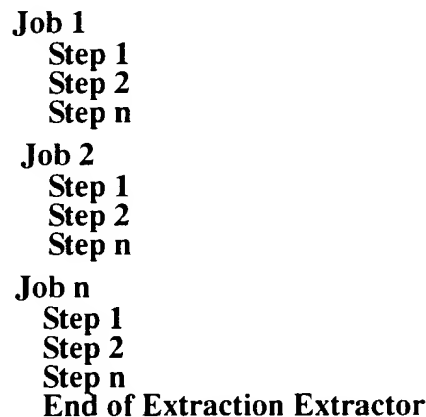 Job 1
Step 1
Step 2
Step n
Job 2
Step 1
Step 2
Step n
Job n
Step 1
Step 2
Step n
End of Extraction Extractor